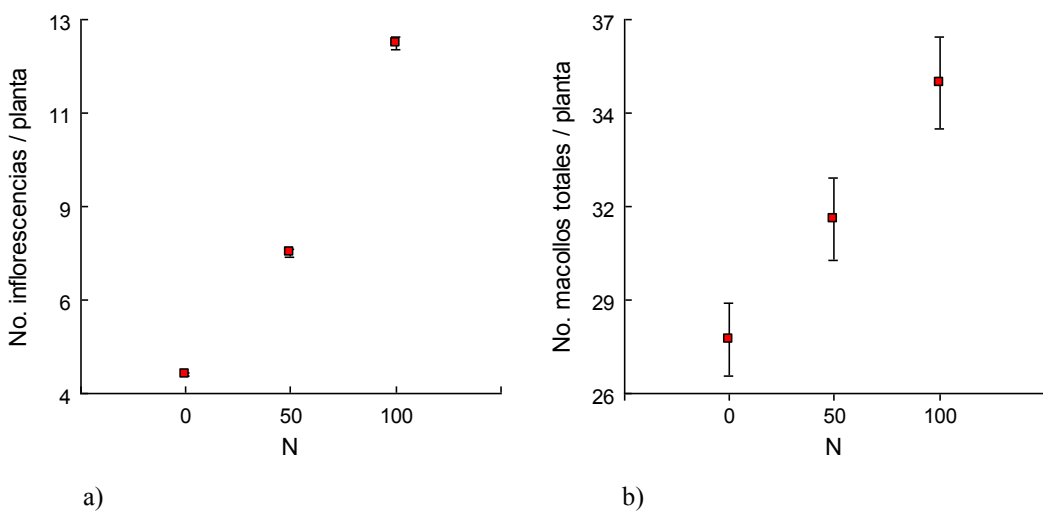 13
11
9
6
4
No. inflorescencias / planta
0 50 100
N
a)
37
34
32
29
26
No. macollos totales / planta
0 50 100
N
b)